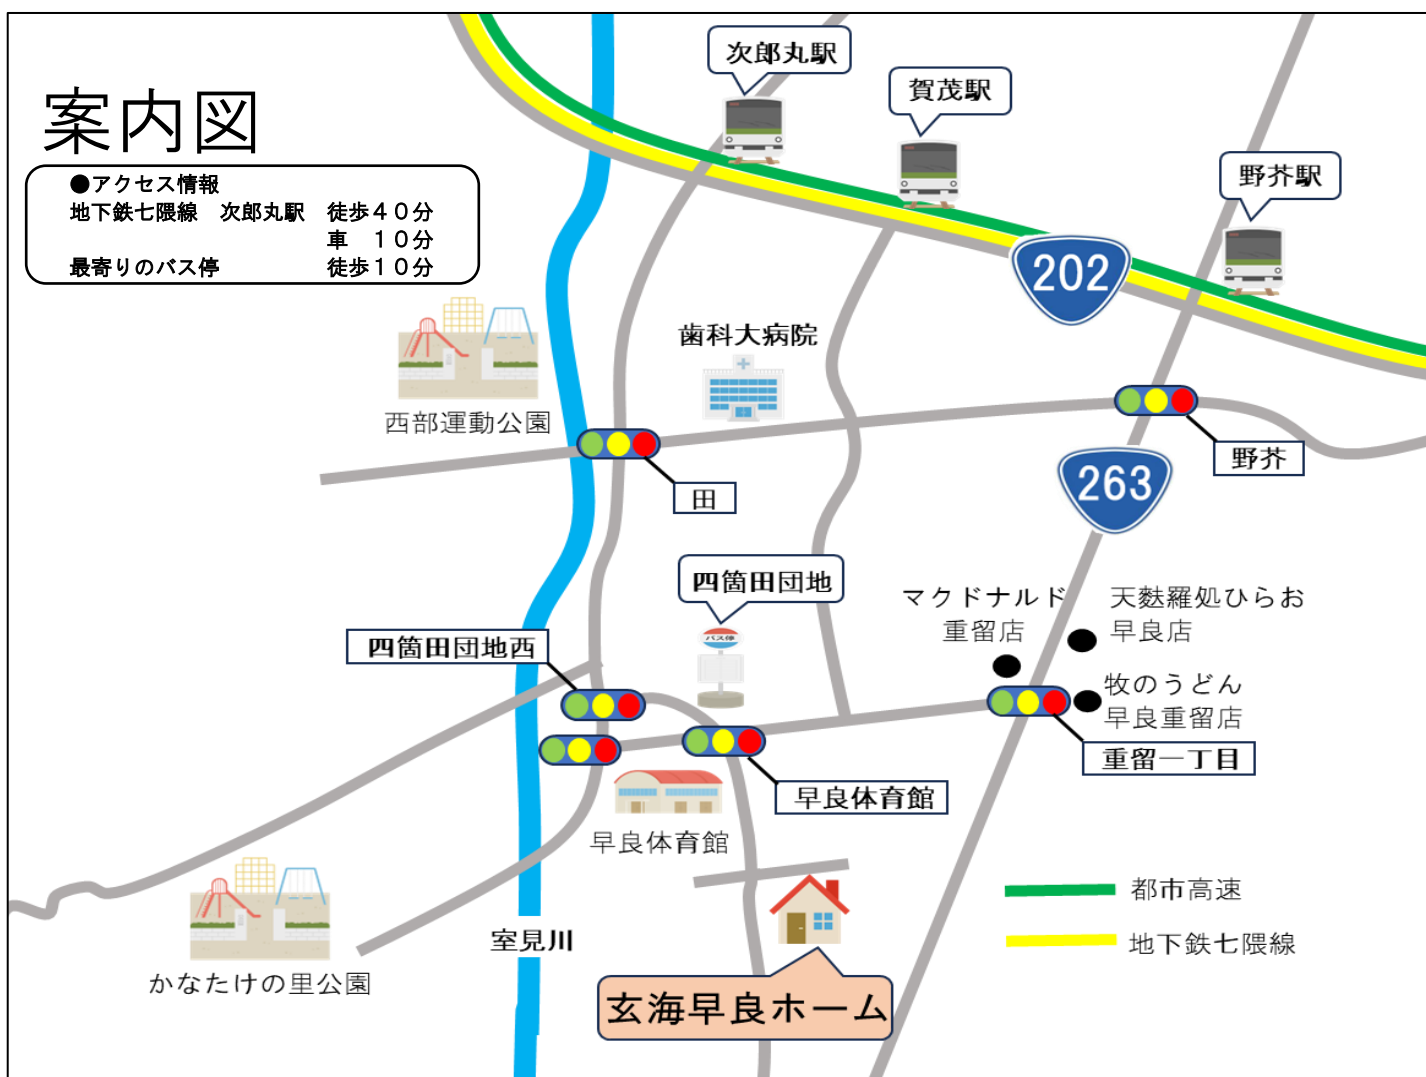 案内図
●アクセス情報
地下鉄七隈線　次郎丸駅　徒歩４０分
車　１０分
最寄りのバス停　徒歩１０分
次郎丸駅
賀茂駅
野芥駅
202
歯科大病院
西部運動公園
野芥
田
263
四箇田団地
バス停
マクドナルド
重留店
天麩羅処ひらお
早良店
四箇田団地西
牧のうどん
早良重留店
重留一丁目
早良体育館
早良体育館
都市高速
地下鉄七隈線
室見川
かなたけの里公園
玄海早良ホーム